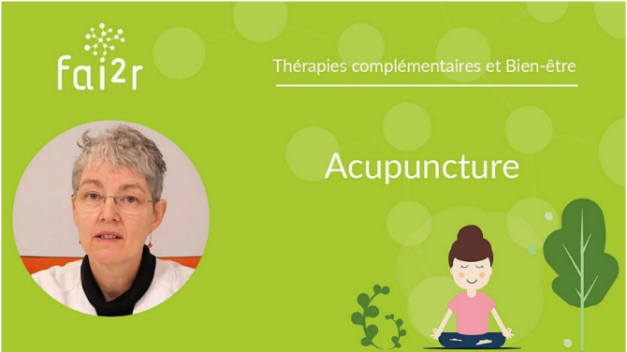 fai2r
Thérapies complémentaires et Bien-être
Acupuncture